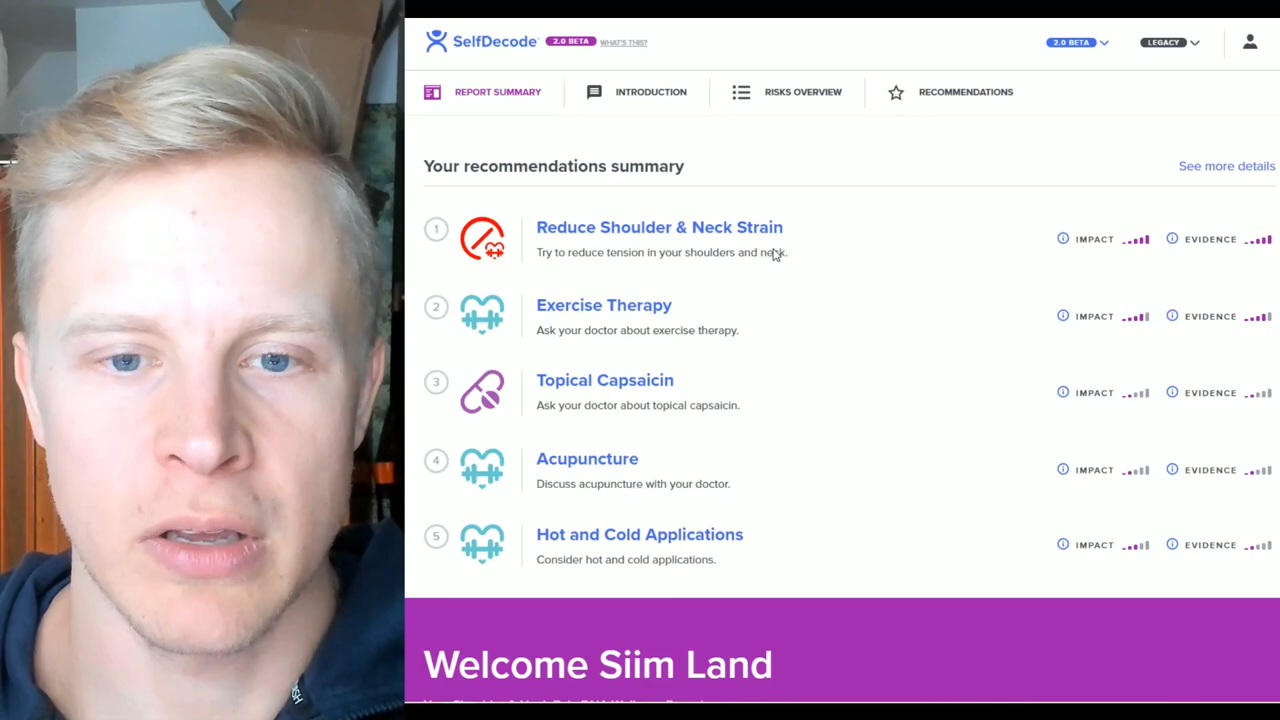 SelfDecode 2.0 BETA WHAT'S THIS? 2.0 BETA LEGACY
REPORT SUMMARY INTRODUCTION RISKS OVERVIEW RECOMMENDATIONS
Your recommendations summary See more details
1 Reduce Shoulder & Neck Strain
Try to reduce tension in your shoulders and neck.
IMPACT EVIDENCE
2 Exercise Therapy
Ask your doctor about exercise therapy.
IMPACT EVIDENCE
3 Topical Capsaicin
Ask your doctor about topical capsaicin.
IMPACT EVIDENCE
4 Acupuncture
Discuss acupuncture with your doctor.
IMPACT EVIDENCE
5 Hot and Cold Applications
Consider hot and cold applications.
IMPACT EVIDENCE
Welcome Siim Land